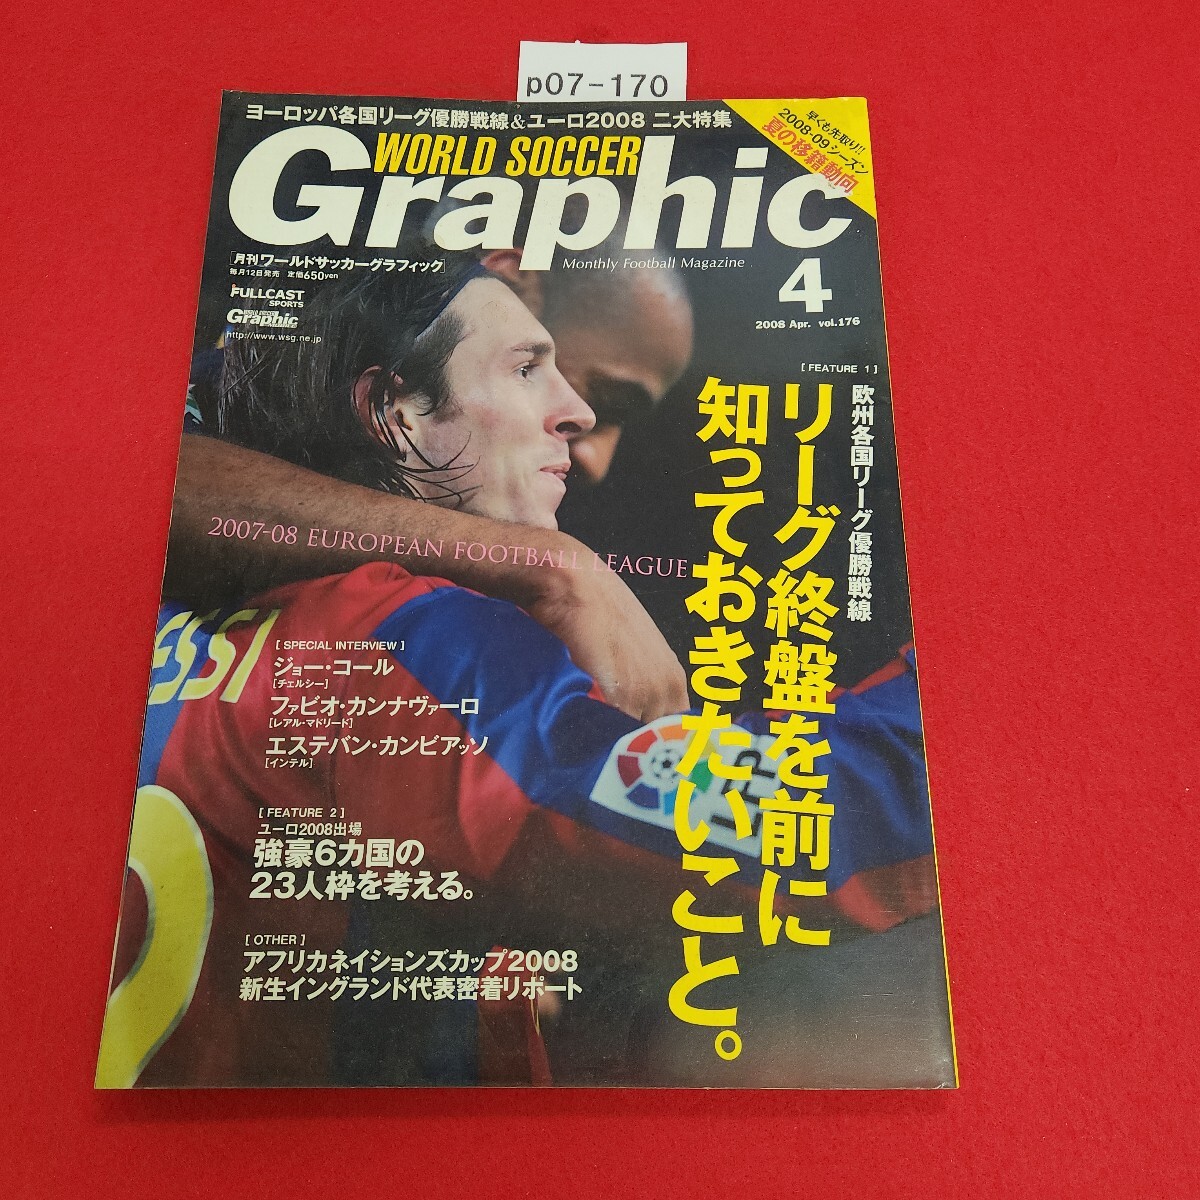 p07-170
ヨーロッパ各国リーグ優勝戦線&ユーロ2008 二大特集
早くも先取り!!
2008-09シーズン
夏の移籍動向
WORLD SOCCER
Graphic
Monthly Football Magazine
[月刊ワールドサッカーグラフィック]
毎月12日発売 定価650yen
FULLCAST
SPORTS
WORLD SOCCER
Graphic
http://www.wsg.ne.jp
4
2008 Apr. vol.176
[ FEATURE 1 ]
欧州各国リーグ優勝戦線
リーグ終盤を前に
知っておきたいこと。
2007-08 EUROPEAN FOOTBALL LEAGUE
ESSI
[ SPECIAL INTERVIEW ]
ジョー・コール
[チェルシー]
ファビオ・カンナヴァーロ
[レアル・マドリード]
エステバン・カンビアッソ
[インテル]
[ FEATURE 2 ]
ユーロ2008出場
強豪6カ国の
23人枠を考える。
[ OTHER ]
アフリカネイションズカップ2008
新生イングランド代表密着リポート
LFP